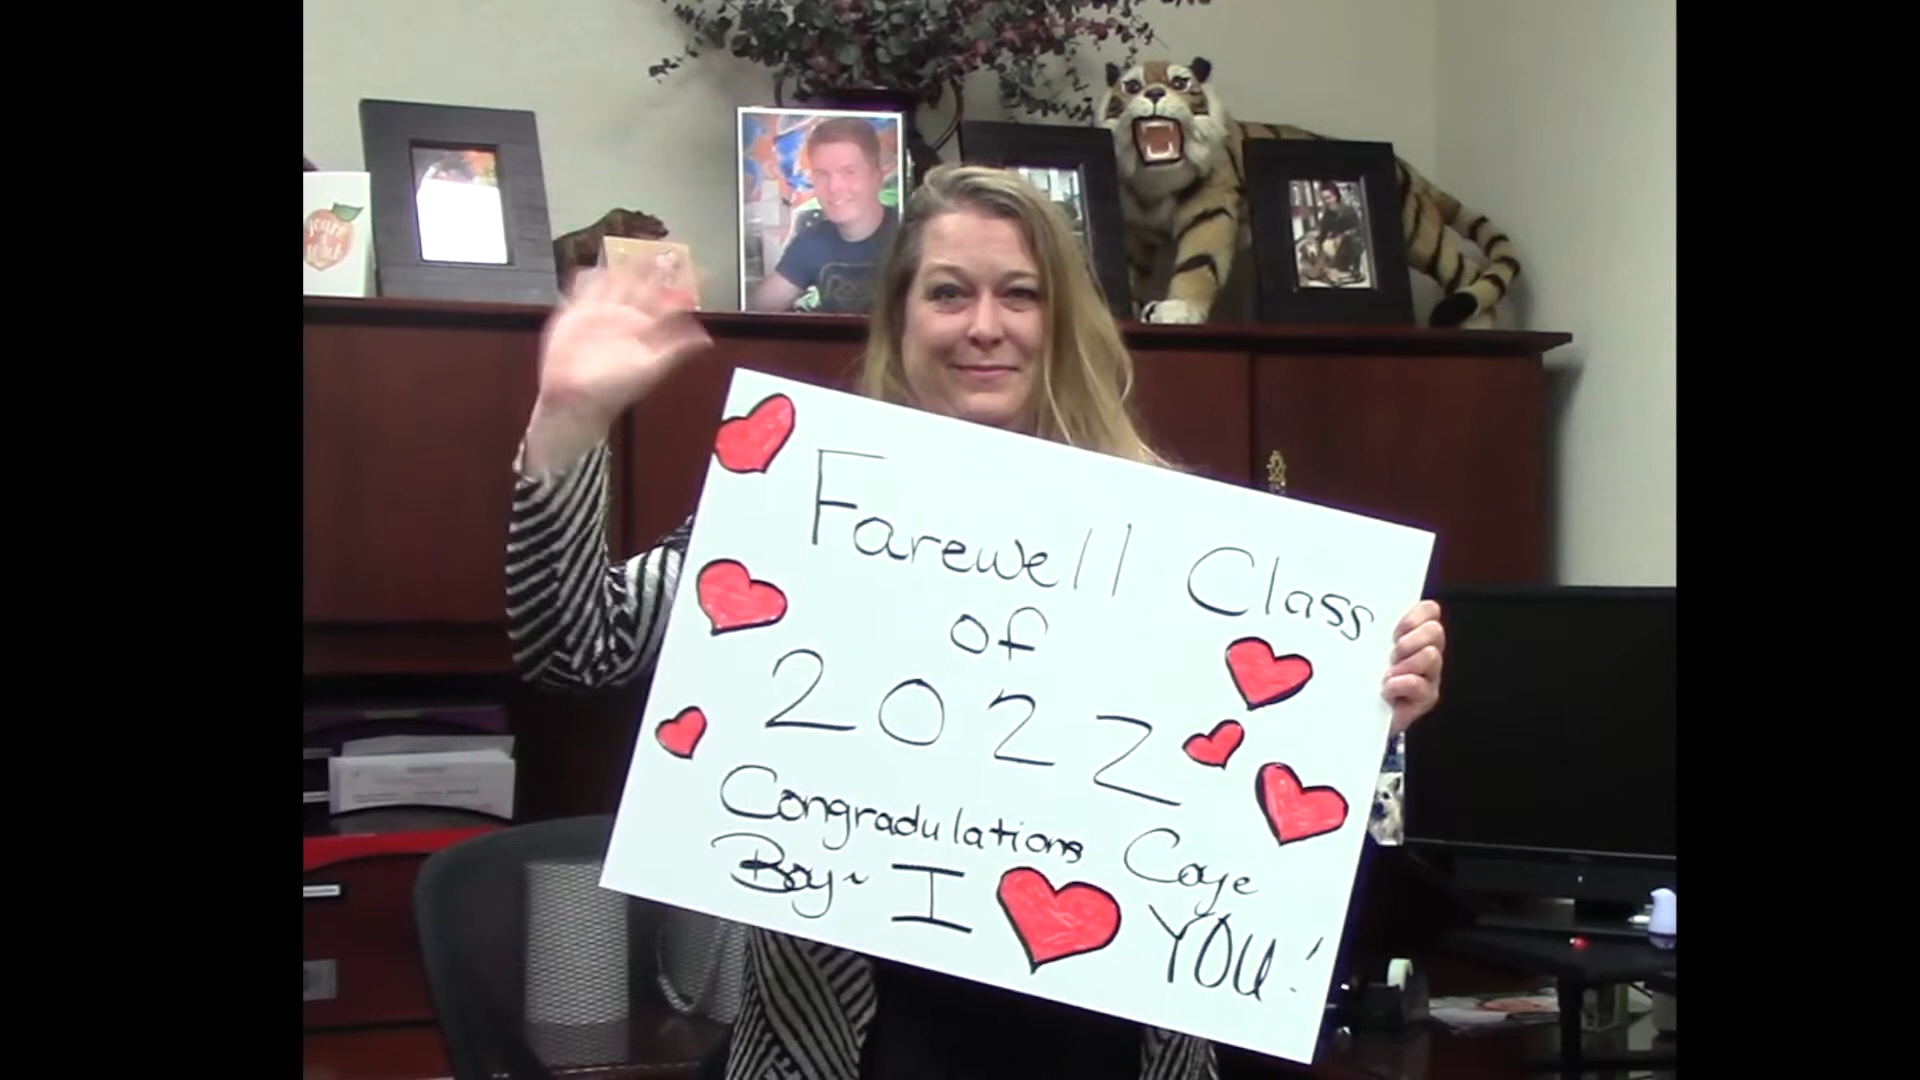 Farewell Class
of
2022
Congradulations Caye
Boy~ I ❤ YOU!